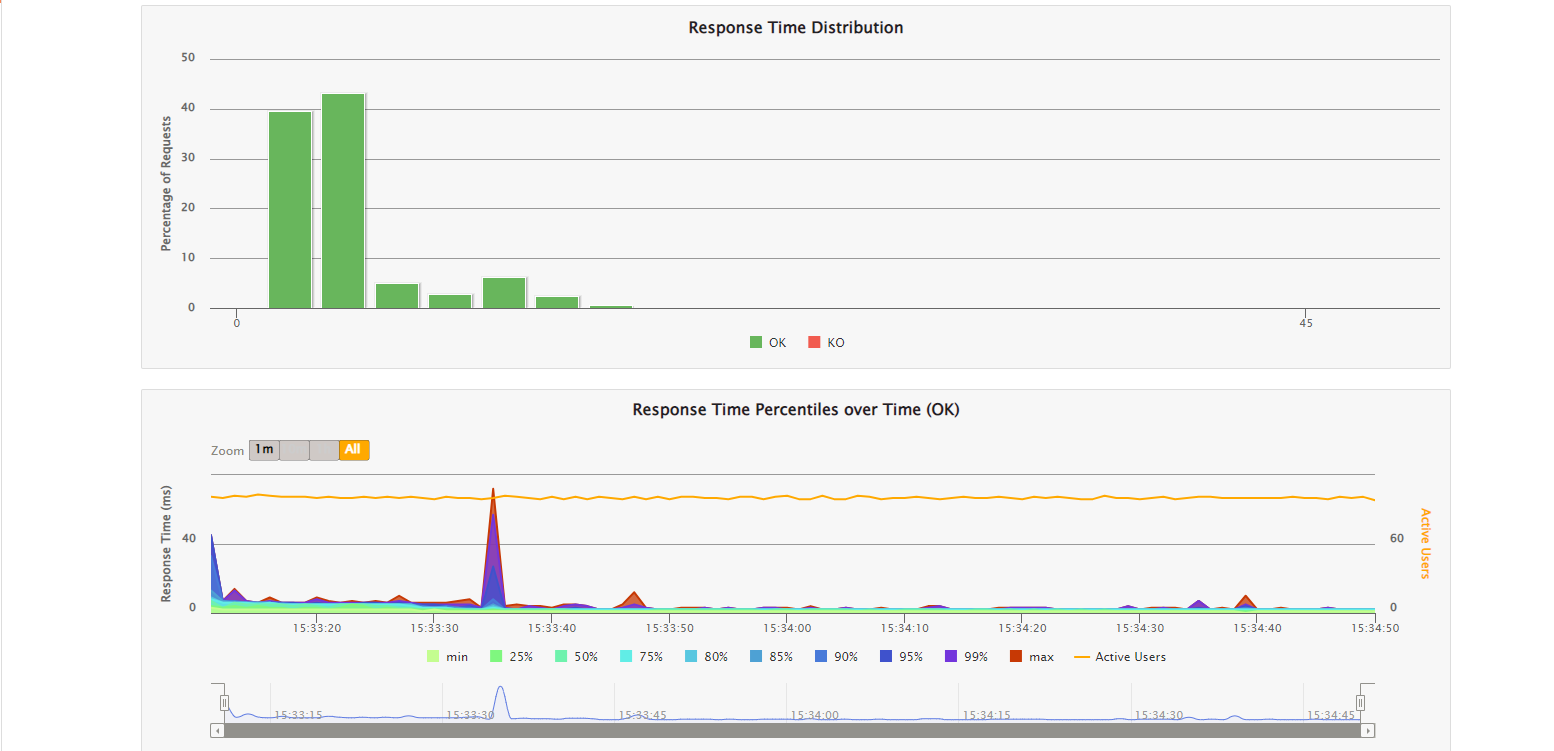 Response Time Distribution
50
40
30
20
10
0
Percentage of Requests
0 45
OK KO
Response Time Percentiles over Time (OK)
Zoom 1m All
Response Time (ms)
40
0
60
0
Active Users
15:33:20 15:33:30 15:33:40 15:33:50 15:34:00 15:34:10 15:34:20 15:34:30 15:34:40 15:34:50
min 25% 50% 75% 80% 85% 90% 95% 99% max Active Users
15:33:15 15:33:30 15:33:45 15:34:00 15:34:15 15:34:30 15:34:45